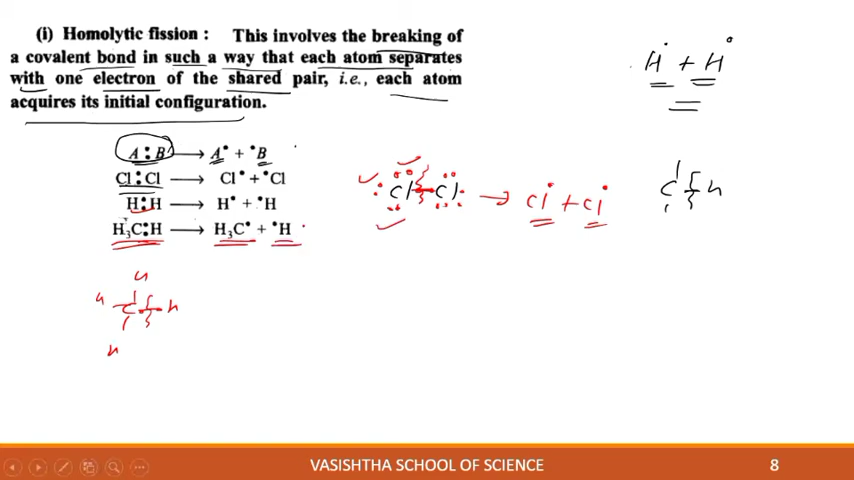 (i) Homolytic fission : This involves the breaking of
a covalent bond in such a way that each atom separates
with one electron of the shared pair, i.e., each atom
acquires its initial configuration.
A:B ⟶ A• + •B
Cl:Cl ⟶ Cl• + •Cl
H:H ⟶ H• + •H
H₃C:H ⟶ H₃C• + •H
H• + H•
Cl-Cl → Cl• + Cl•
C H
H
H C H
H
VASISHTHA SCHOOL OF SCIENCE 8